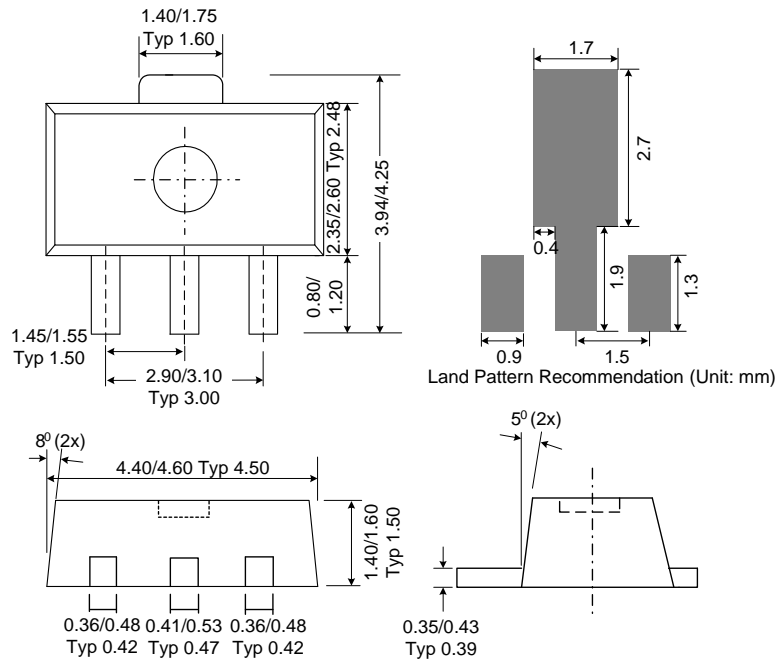 1.40/1.75
Typ 1.60
2.35/2.60 Typ 2.48
3.94/4.25
0.80/
1.20
1.45/1.55
Typ 1.50
2.90/3.10
Typ 3.00
1.7
2.7
0.4
1.9
1.3
0.9
1.5
Land Pattern Recommendation (Unit: mm)
8⁰ (2x)
4.40/4.60 Typ 4.50
1.40/1.60
Typ 1.50
0.36/0.48
Typ 0.42
0.41/0.53
Typ 0.47
0.36/0.48
Typ 0.42
5⁰ (2x)
0.35/0.43
Typ 0.39